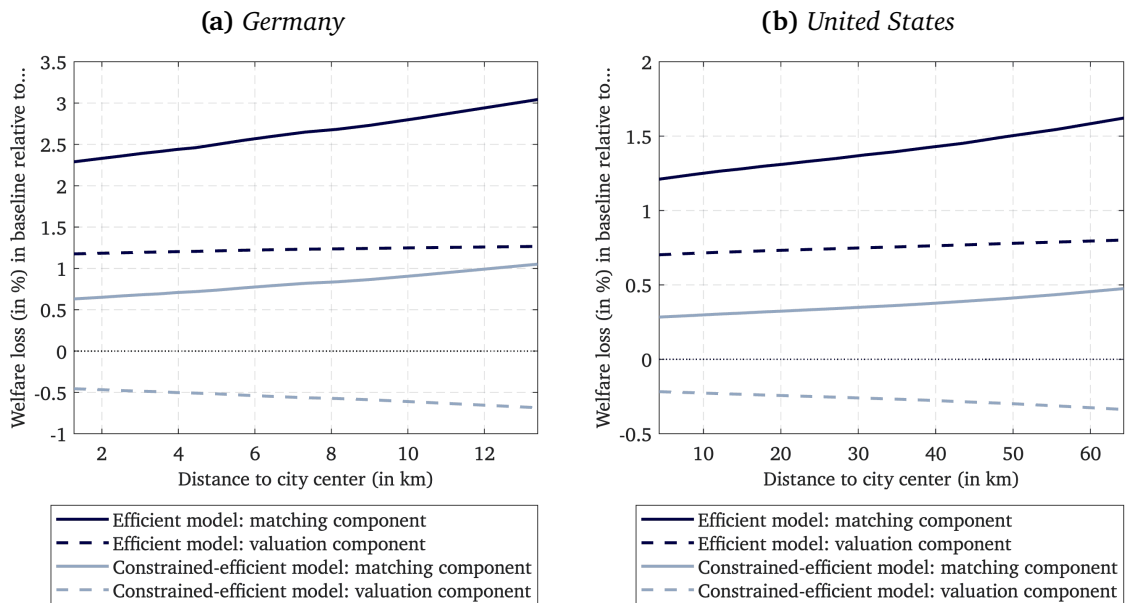 (a) Germany
Welfare loss (in %) in baseline relative to...
3.5
3
2.5
2
1.5
1
0.5
0
-0.5
-1
2 4 6 8 10 12
Distance to city center (in km)
Efficient model: matching component
Efficient model: valuation component
Constrained-efficient model: matching component
Constrained-efficient model: valuation component
(b) United States
Welfare loss (in %) in baseline relative to...
2
1.5
1
0.5
0
-0.5
10 20 30 40 50 60
Distance to city center (in km)
Efficient model: matching component
Efficient model: valuation component
Constrained-efficient model: matching component
Constrained-efficient model: valuation component